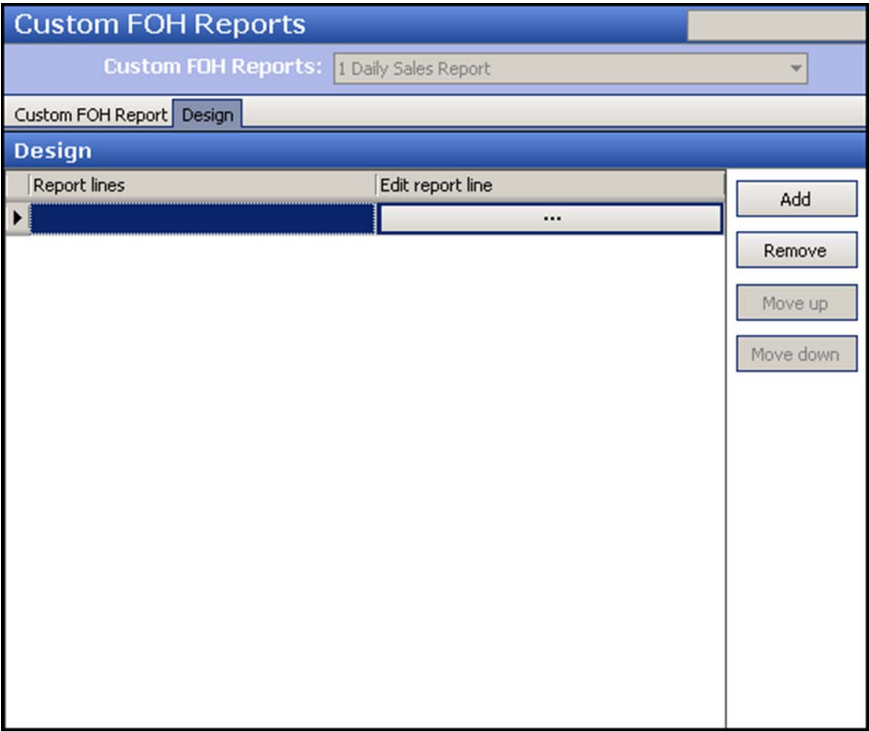 Custom FOH Reports
Custom FOH Reports: 1 Daily Sales Report
Custom FOH Report Design
Design
Report lines Edit report line
...
Add
Remove
Move up
Move down